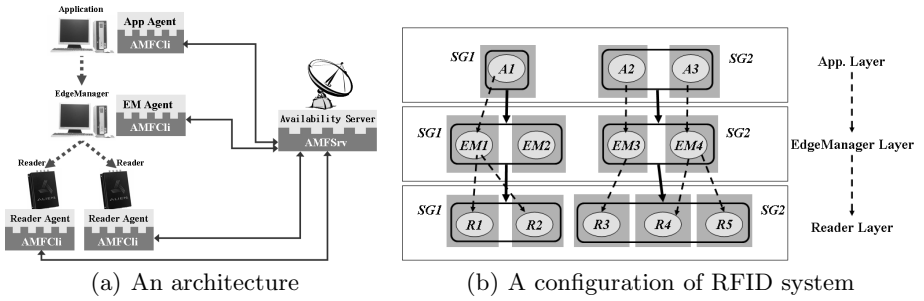 Application
App Agent
AMFCli
EdgeManager
EM Agent
AMFCli
Availability Server
AMFSrv
Reader
Reader
Reader Agent
AMFCli
Reader Agent
AMFCli
(a) An architecture
SG1
A1
A2
A3
SG2
App. Layer
SG1
EM1
EM2
EM3
EM4
SG2
EdgeManager Layer
SG1
R1
R2
R3
R4
R5
SG2
Reader Layer
(b) A configuration of RFID system